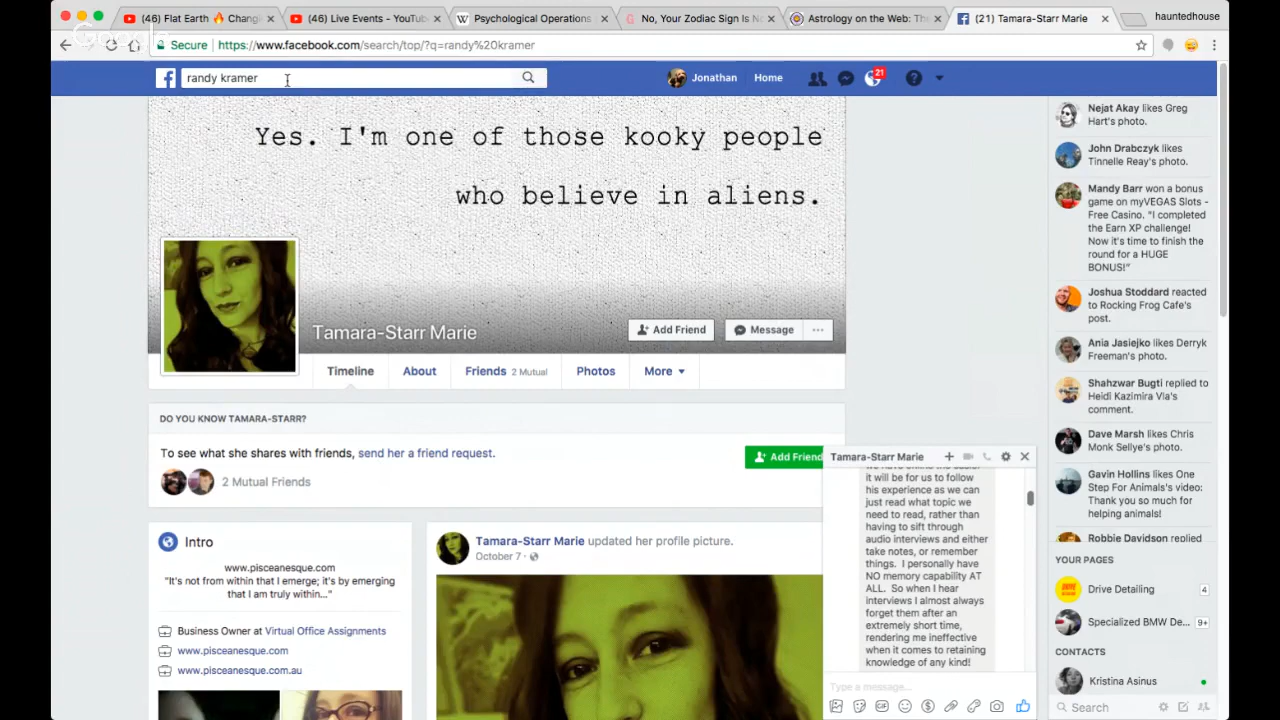 (46) Flat Earth 🔥 Changi
(46) Live Events - YouTub
Psychological Operations
No, Your Zodiac Sign Is No
Astrology on the Web: The
(21) Tamara-Starr Marie
hauntedhouse
Google
Secure
https://www.facebook.com/search/top/?q=randy%20kramer
randy kramer
Jonathan
Home
21
Yes. I'm one of those kooky people
who believe in aliens.
Tamara-Starr Marie
Add Friend
Message
Timeline
About
Friends 2 Mutual
Photos
More
DO YOU KNOW TAMARA-STARR?
To see what she shares with friends, send her a friend request.
Add Friend
2 Mutual Friends
Intro
www.pisceanesque.com
"It's not from within that I emerge; it's by emerging
that I am truly within..."
Business Owner at Virtual Office Assignments
www.pisceanesque.com
www.pisceanesque.com.au
Tamara-Starr Marie updated her profile picture.
October 7
Tamara-Starr Marie
it will be for us to follow
his experience as we can
just read what topic we
need to read, rather than
having to sift through
audio interviews and either
take notes, or remember
things. I personally have
NO memory capability AT
ALL. So when I hear
interviews I almost always
forget them after an
extremely short time,
rendering me ineffective
when it comes to retaining
knowledge of any kind!
Type a message...
Nejat Akay likes Greg
Hart's photo.
John Drabczyk likes
Tinnelle Reay's photo.
Mandy Barr won a bonus
game on myVEGAS Slots -
Free Casino. "I completed
the Earn XP challenge!
Now it's time to finish the
round for a HUGE
BONUS!"
Joshua Stoddard reacted
to Rocking Frog Cafe's
post.
Ania Jasiejko likes Derryk
Freeman's photo.
Shahzwar Bugti replied to
Heidi Kazimira Vla's
comment.
Dave Marsh likes Chris
Monk Sellye's photo.
Gavin Hollins likes One
Step For Animals's video:
Thank you so much for
helping animals!
Robbie Davidson replied
YOUR PAGES
Drive Detailing 4
Specialized BMW De... 9+
CONTACTS
Kristina Asinus
Search